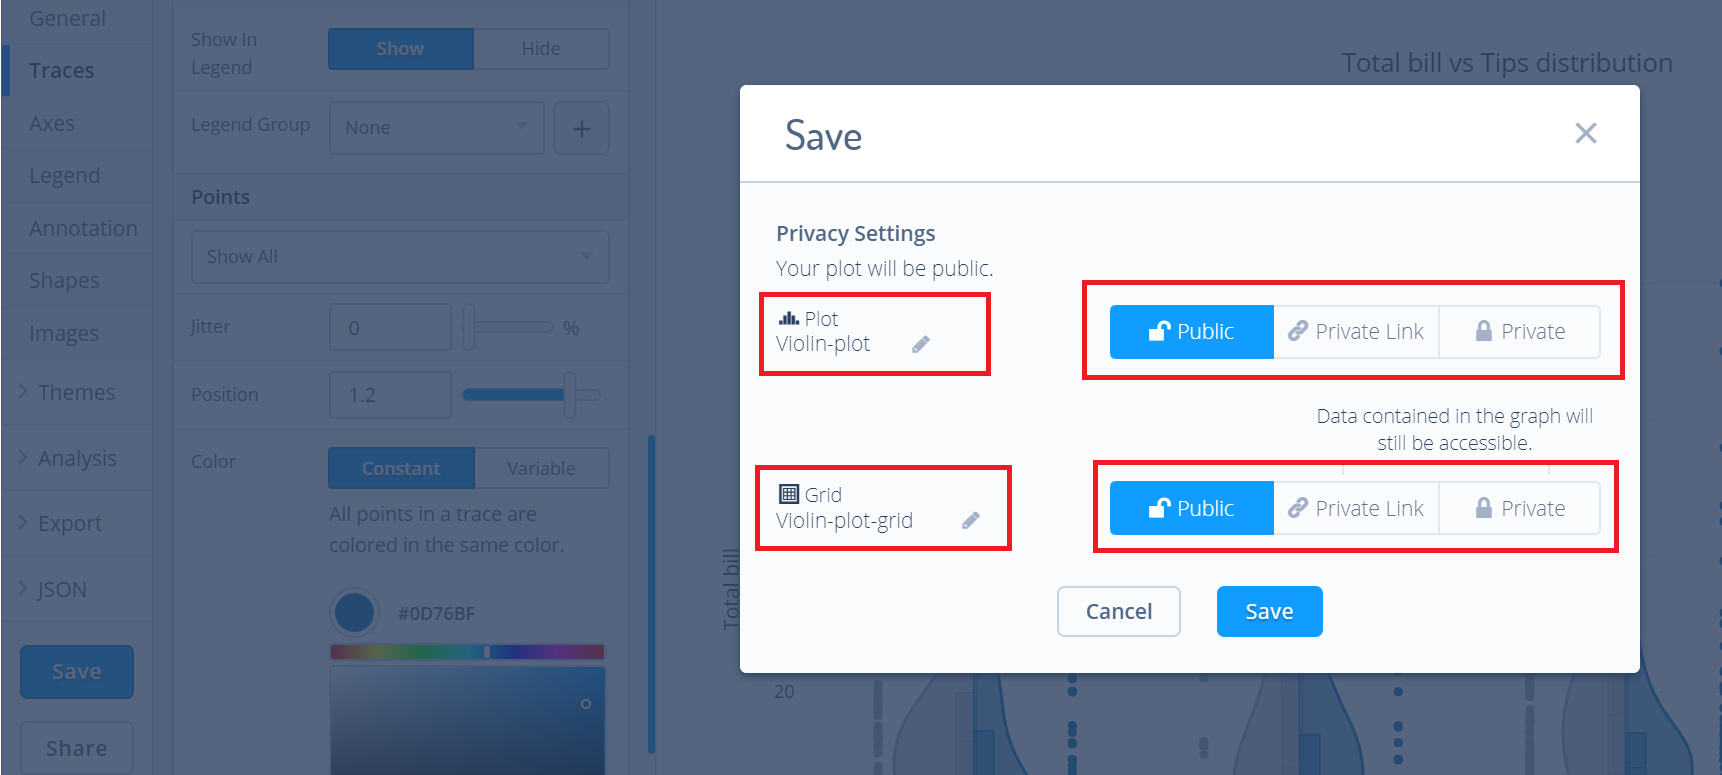 General
Traces
Axes
Legend
Annotation
Shapes
Images
Themes
Analysis
Export
JSON
Save
Share
Show In
Legend
Show
Hide
Legend Group
None
+
Points
Show All
Jitter
0
%
Position
1.2
Color
Constant
Variable
All points in a trace are
colored in the same color.
#0D76BF
Total bill vs Tips distribution
Save
Privacy Settings
Your plot will be public.
Plot
Violin-plot
Public
Private Link
Private
Data contained in the graph will
still be accessible.
Grid
Violin-plot-grid
Public
Private Link
Private
Cancel
Save
Total bill
20